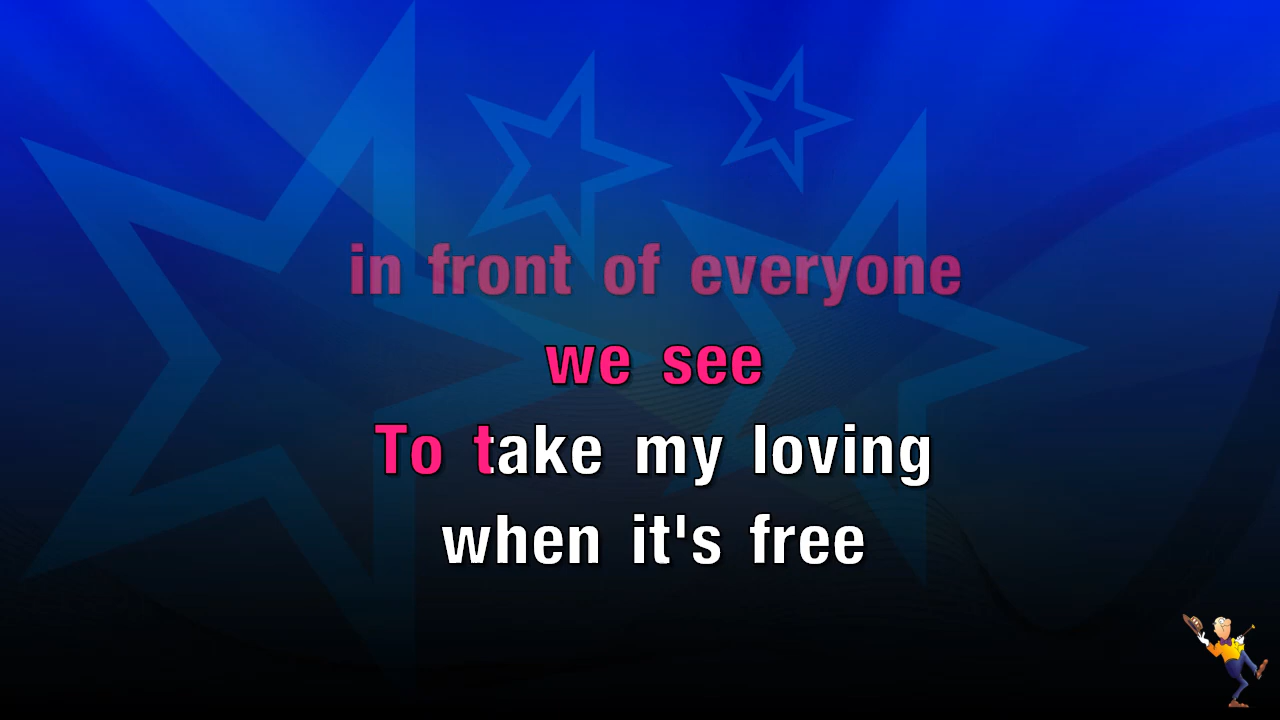 in front of everyone
we see
To take my loving
when it's free